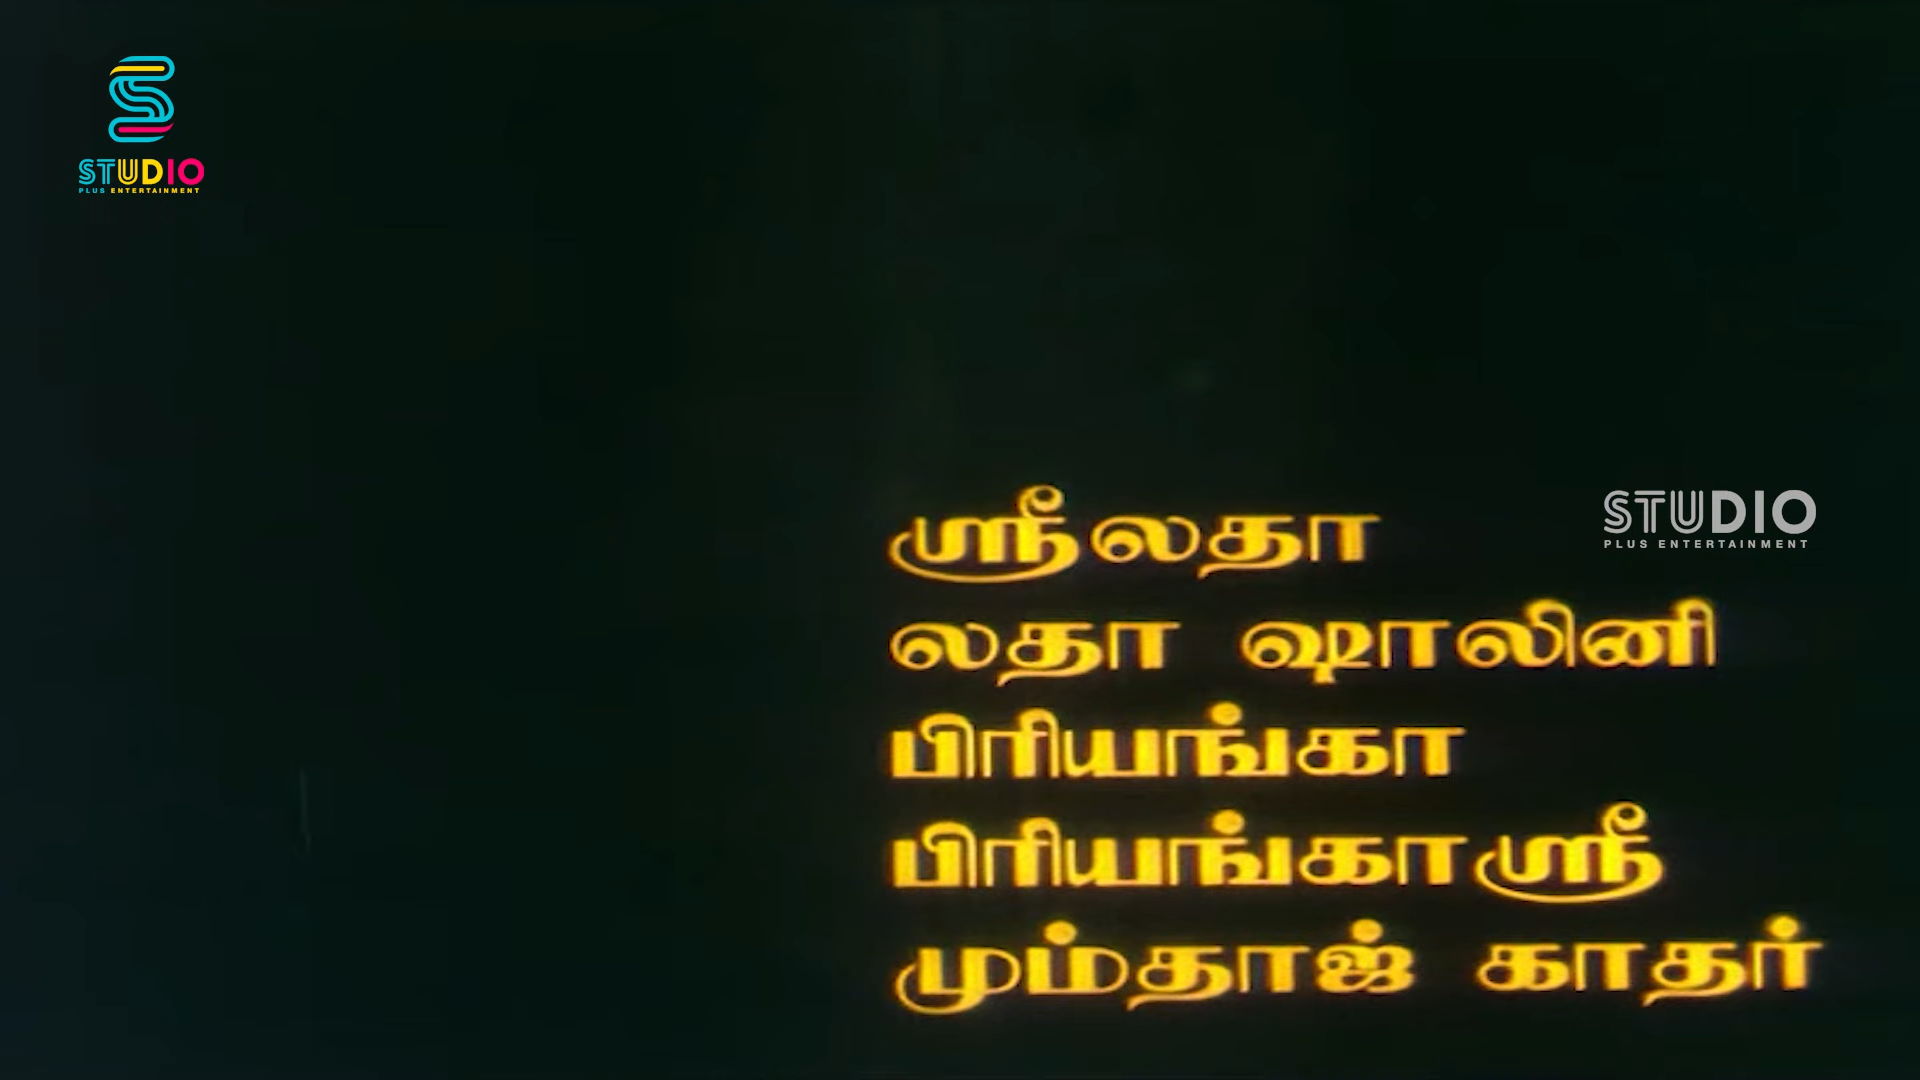 STUDIO
PLUS ENTERTAINMENT
ஸ்ரீலதா
STUDIO
PLUS ENTERTAINMENT
லதா ஷாலினி
பிரியங்கா
பிரியங்காஸ்ரீ
மும்தாஜ் காதர்